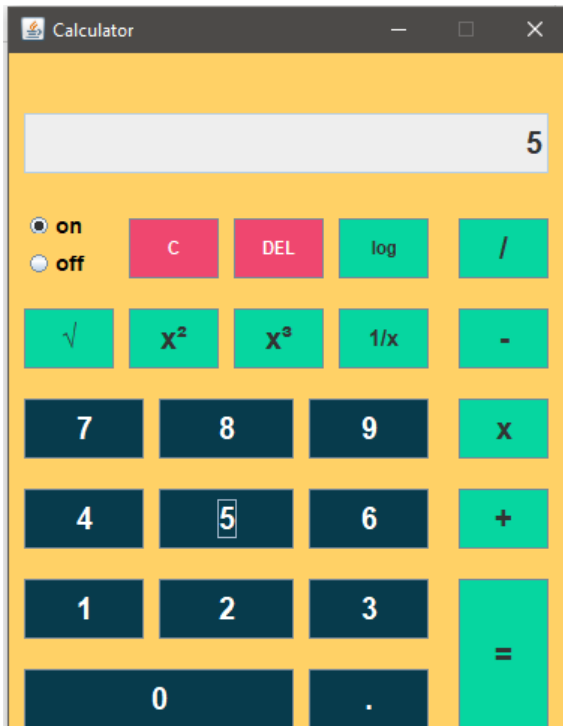 Calculator
5
on
off
C DEL log /
√ x² x³ 1/x -
7 8 9 x
4 5 6 +
1 2 3
=
0 .